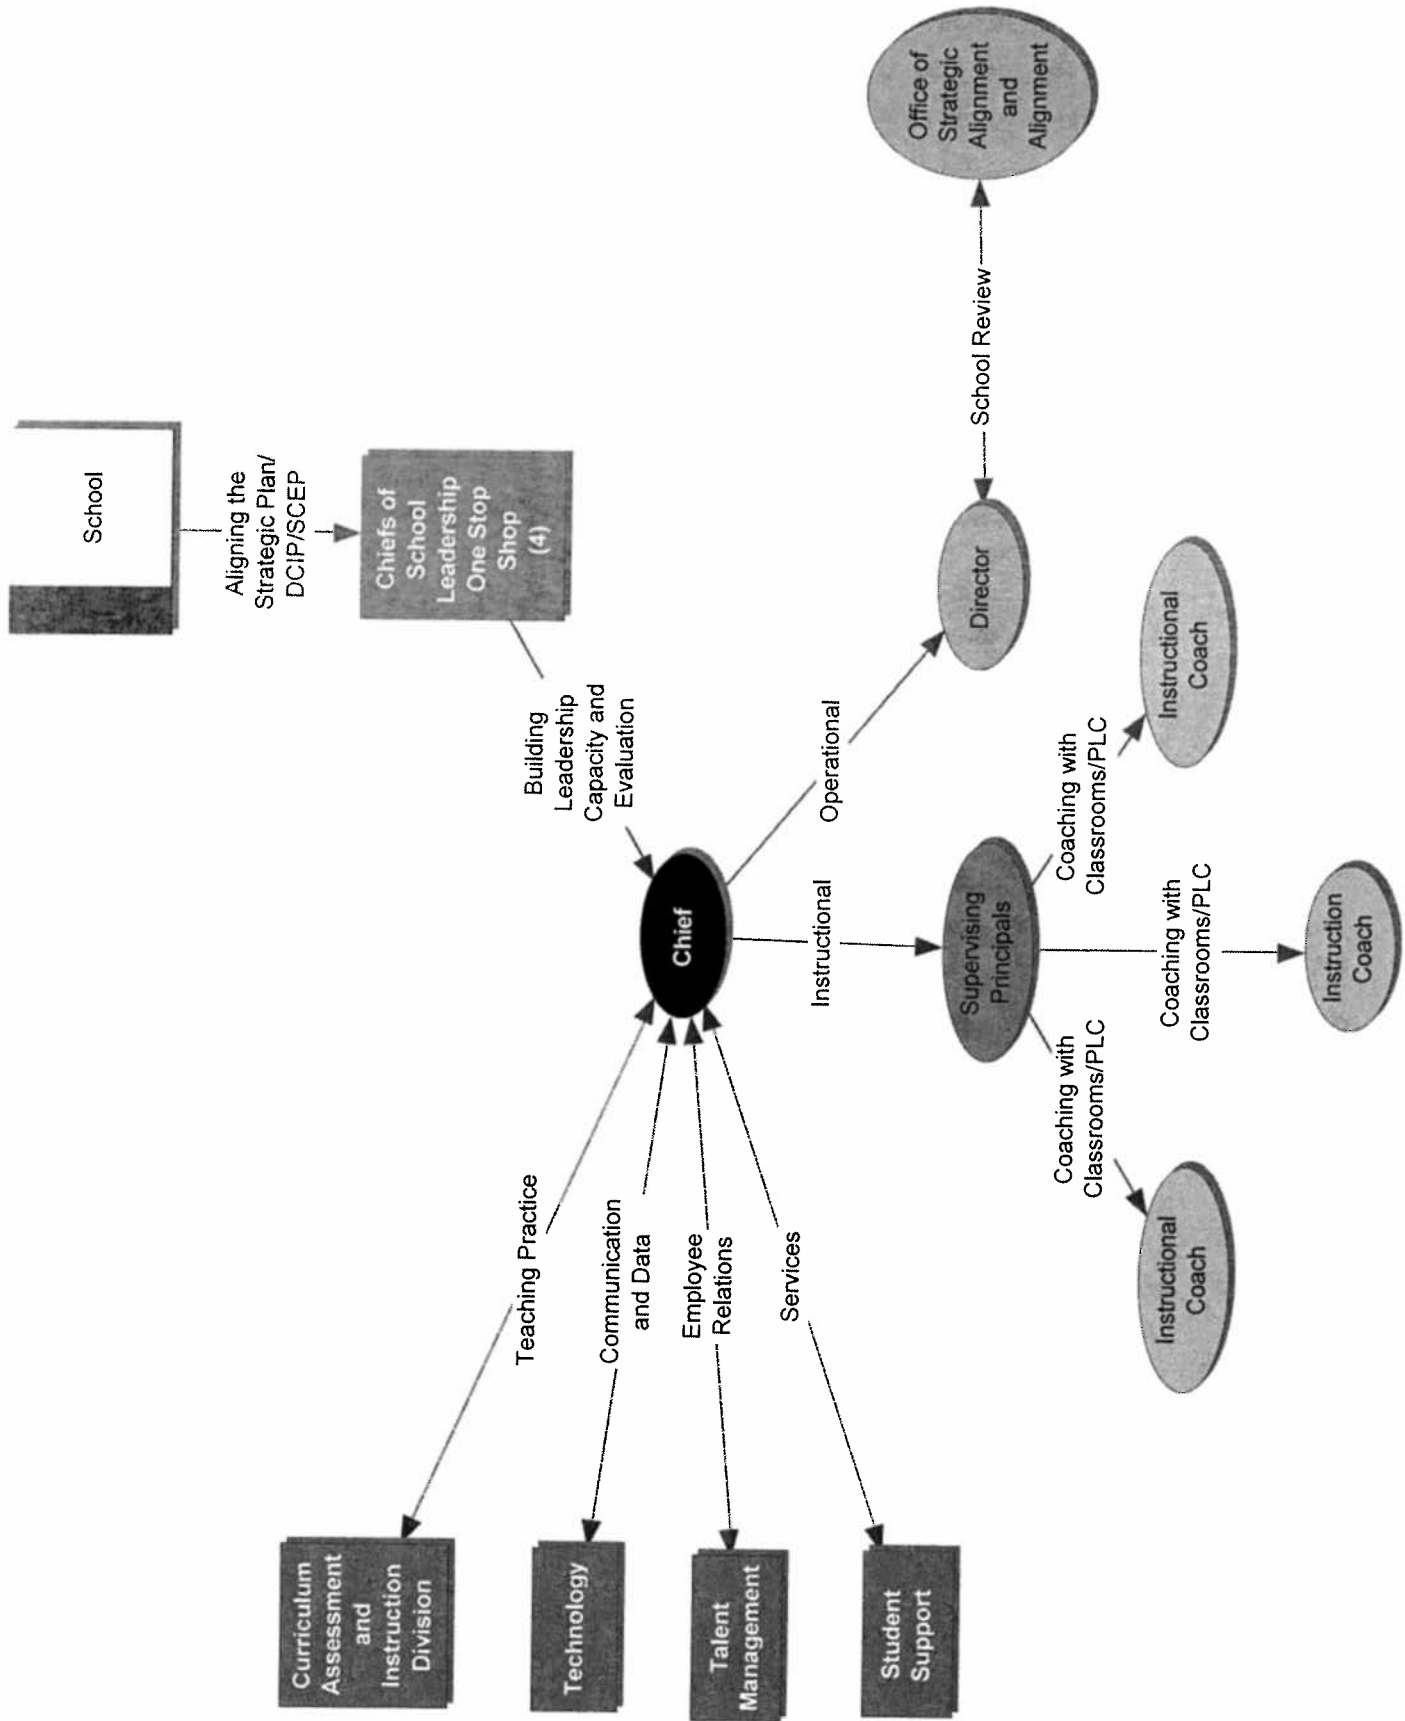 School
Aligning the
Strategic Plan/
DCIP/SCEP
Chiefs of
School
Leadership
One Stop
Shop
(4)
Building
Leadership
Capacity and
Evaluation
Chief
Teaching Practice
Communication
and Data
Employee
Relations
Services
Curriculum
Assessment
and
Instruction
Division
Technology
Talent
Management
Student
Support
Instructional
Operational
Supervising
Principals
Director
School Review
Office of
Strategic
Alignment
and
Alignment
Coaching with
Classrooms/PLC
Coaching with
Classrooms/PLC
Coaching with
Classrooms/PLC
Instructional
Coach
Instruction
Coach
Instructional
Coach